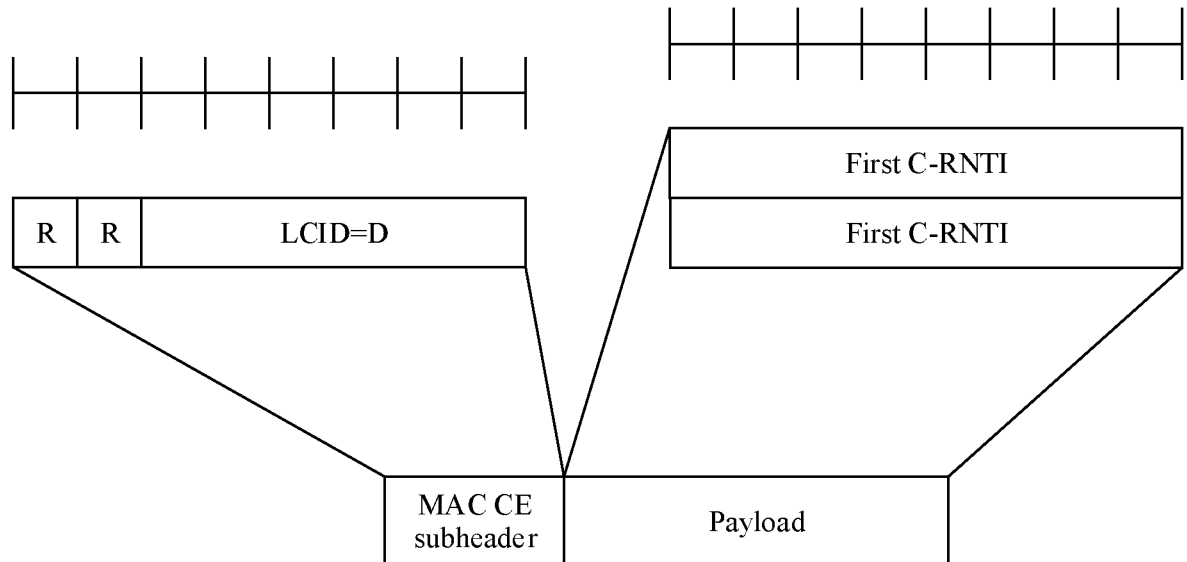 First C-RNTI
First C-RNTI
R R LCID=D
MAC CE
subheader
Payload